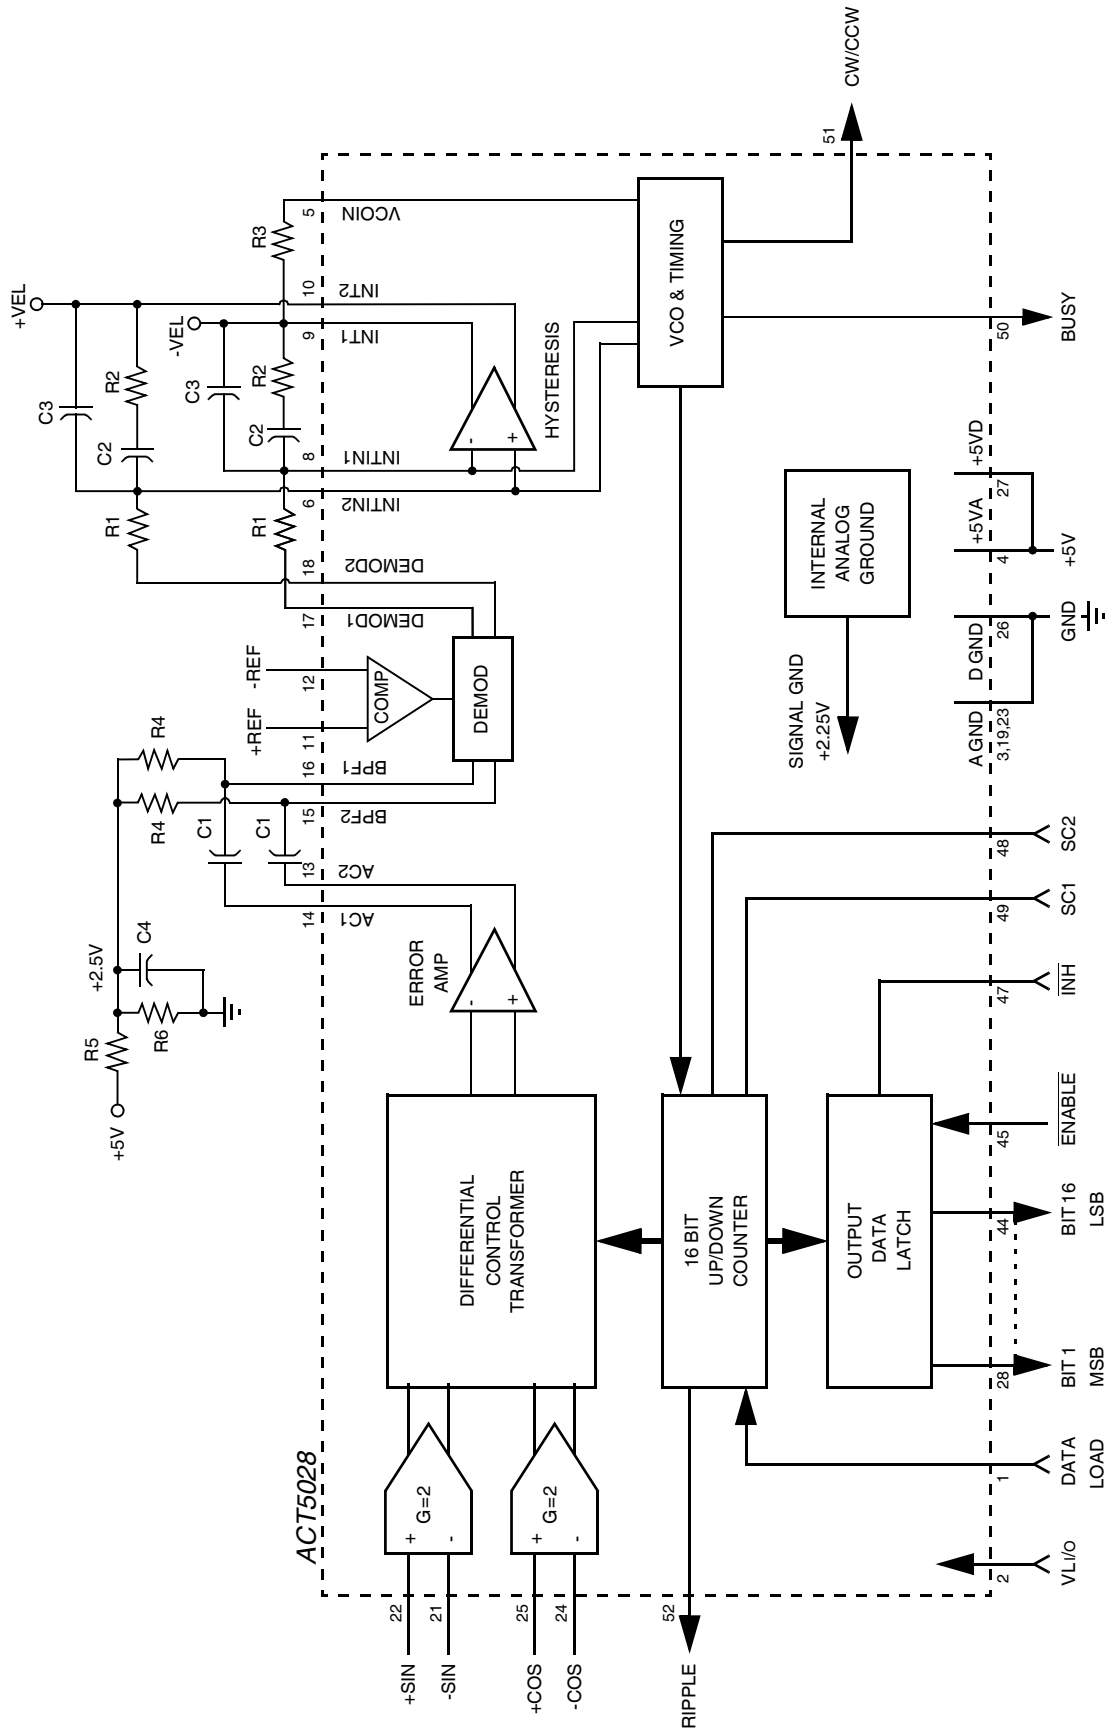 +5V
R5
+2.5V
R6
C4
R4
R4
C1
C1
+VEL
C3
C2
R2
R1
-VEL
C3
C2
R2
R1
R3
ACT5028
14
AC1
13
AC2
15
BPF2
16
BPF1
11
+REF
12
-REF
17
DEMOD1
18
DEMOD2
6
INTIN2
8
INTIN1
9
INT1
10
INT2
5
VCOIN
+SIN
22
-SIN
21
+
-
G=2
+COS
25
-COS
24
+
-
G=2
DIFFERENTIAL
CONTROL
TRANSFORMER
ERROR
AMP
-
+
COMP
DEMOD
-
+
HYSTERESIS
VCO & TIMING
51
CW/CCW
RIPPLE
52
16 BIT
UP/DOWN
COUNTER
OUTPUT
DATA
LATCH
SIGNAL GND
+2.25V
INTERNAL
ANALOG
GROUND
2
VLI/O
1
DATA
LOAD
28
BIT 1
MSB
44
BIT 16
LSB
45
ENABLE
47
INH
49
SC1
48
SC2
AGND
3,19,23
D GND
26
GND
+5VA
4
+5V
+5VD
27
50
BUSY